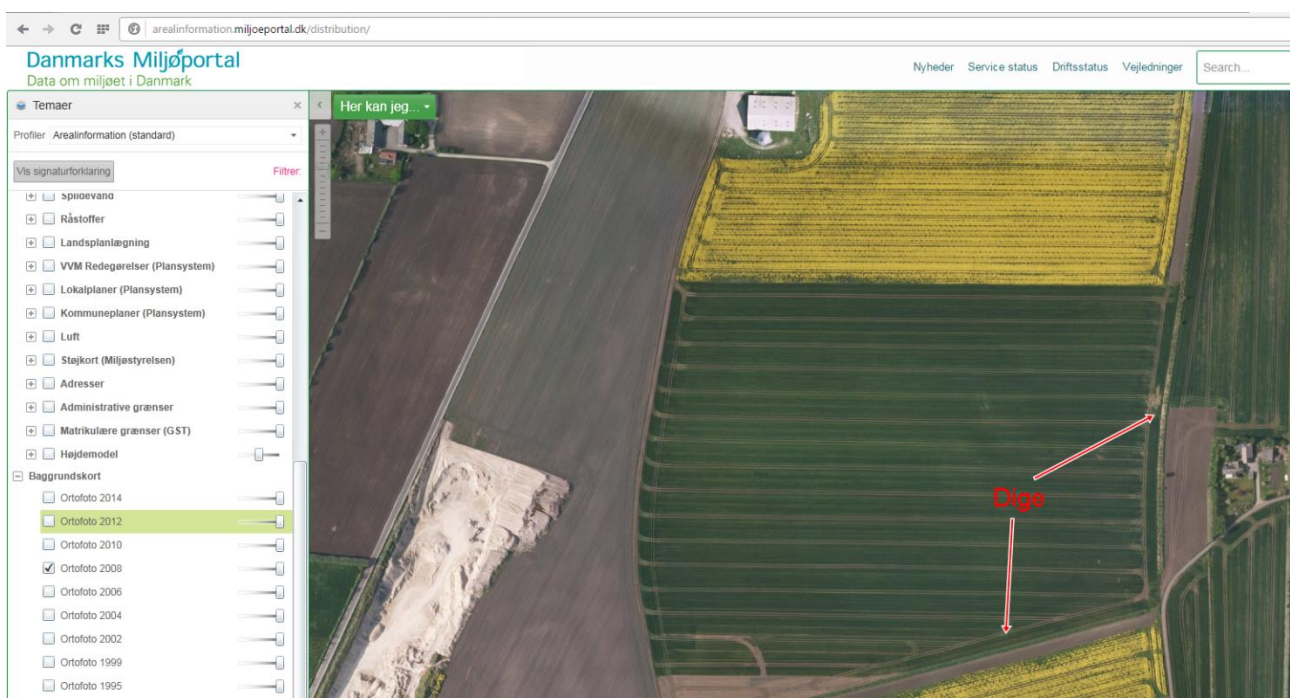 arealinformation.miljoeportal.dk/distribution/
Danmarks Miljøportal
Data om miljøet i Danmark
Nyheder Service status Driftsstatus Vejledninger Search...
Temaer
Her kan jeg...
Profiler Arealinformation (standard)
Vis signaturforklaring Filtrer:
Spildevand
Råstoffer
Landsplanlægning
VVM Redegørelser (Plansystem)
Lokalplaner (Plansystem)
Kommuneplaner (Plansystem)
Luft
Støjkort (Miljøstyrelsen)
Adresser
Administrative grænser
Matrikulære grænser (GST)
Højdemodel
Baggrundskort
Ortofoto 2014
Ortofoto 2012
Ortofoto 2010
Ortofoto 2008
Ortofoto 2006
Ortofoto 2004
Ortofoto 2002
Ortofoto 1999
Ortofoto 1995
Dige